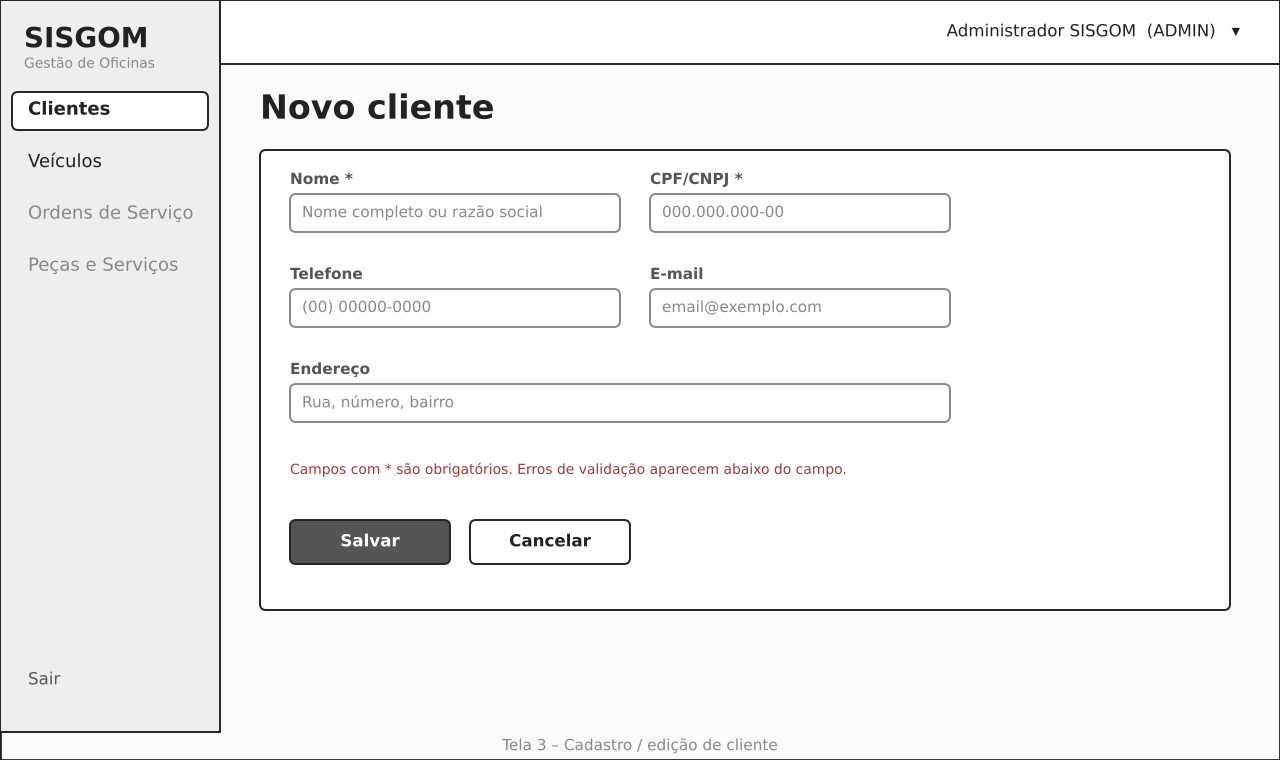 SISGOM
Gestão de Oficinas
Clientes
Veículos
Ordens de Serviço
Peças e Serviços
Sair
Administrador SISGOM (ADMIN) ▼
Novo cliente
Nome * CPF/CNPJ *
Nome completo ou razão social 000.000.000-00
Telefone E-mail
(00) 00000-0000 email@exemplo.com
Endereço
Rua, número, bairro
Campos com * são obrigatórios. Erros de validação aparecem abaixo do campo.
Salvar Cancelar
Tela 3 – Cadastro / edição de cliente